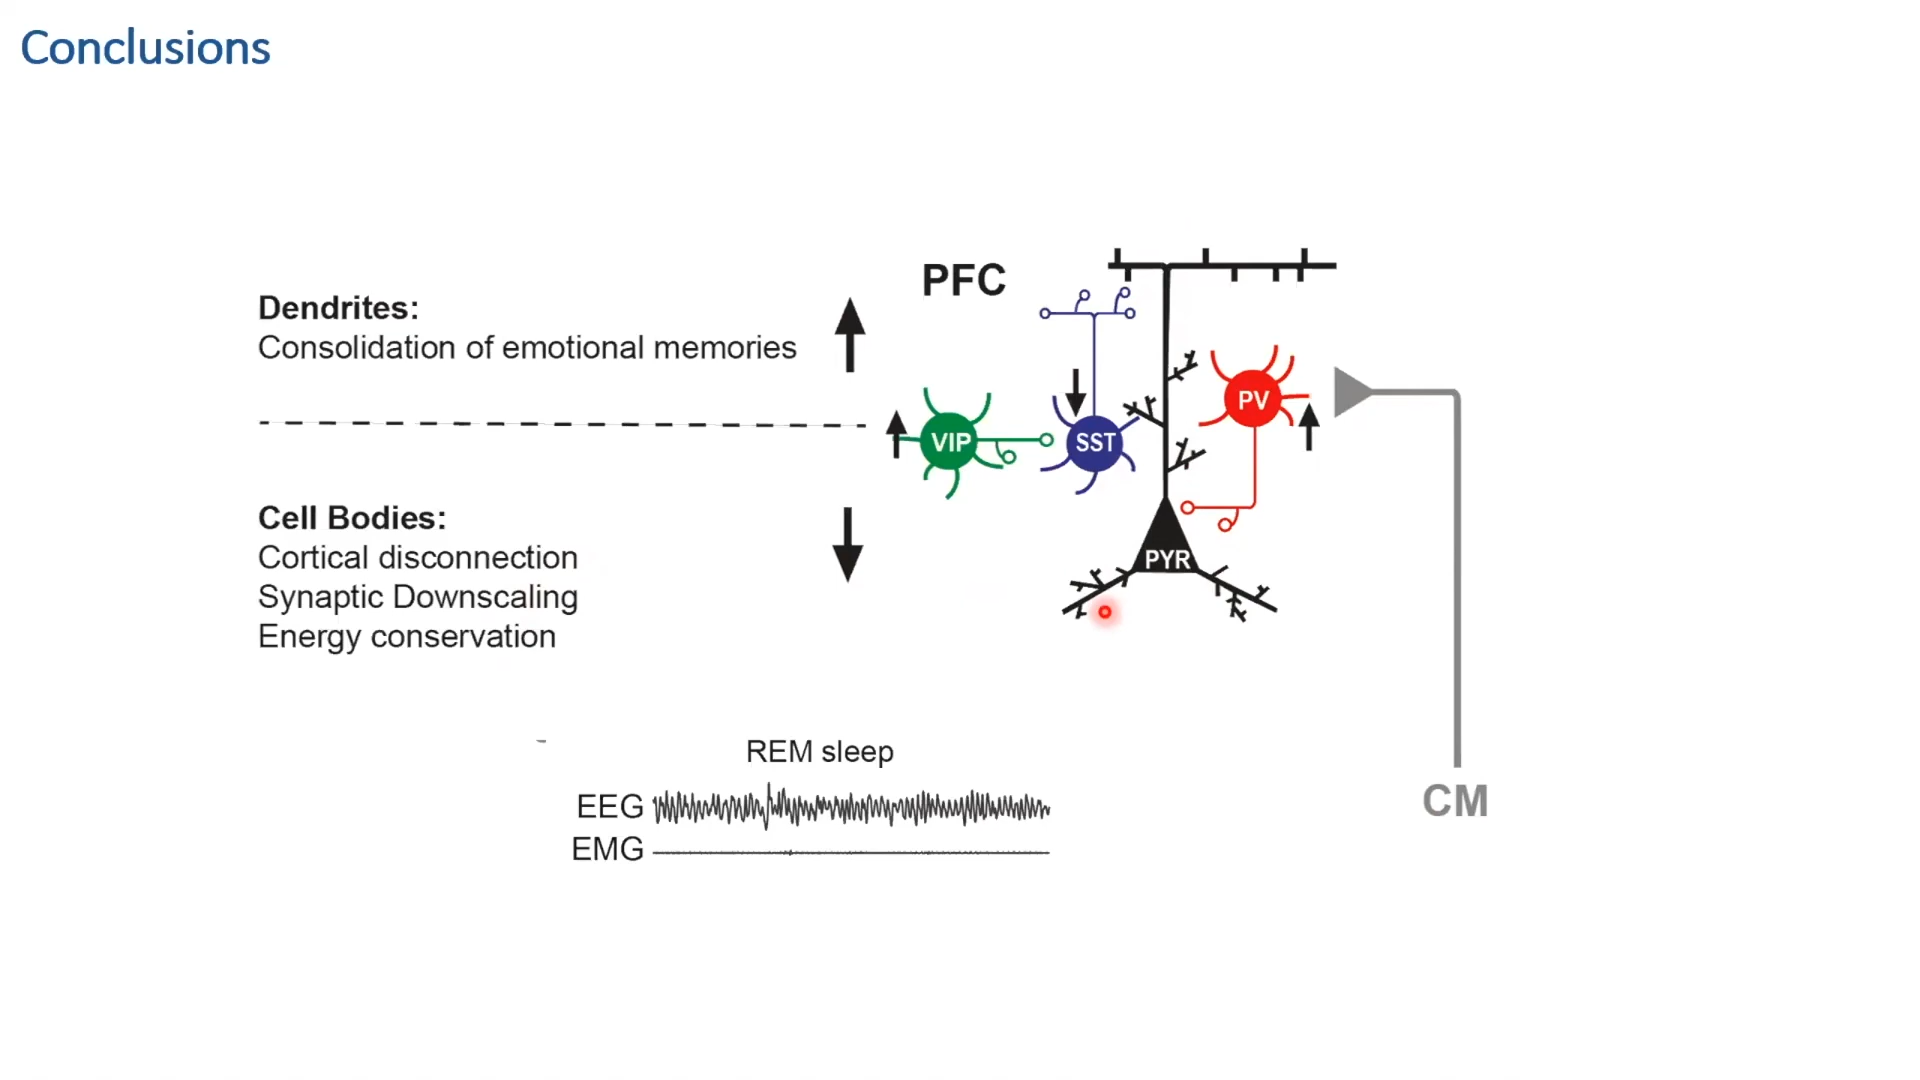 Conclusions
PFC
Dendrites:
Consolidation of emotional memories
VIP
SST
PV
Cell Bodies:
Cortical disconnection
Synaptic Downscaling
Energy conservation
PYR
REM sleep
EEG
EMG
CM